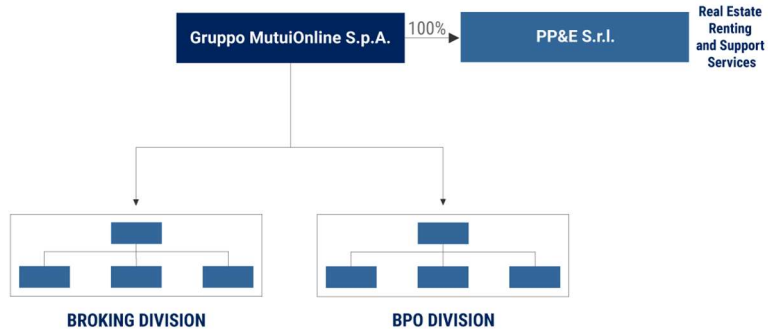 Gruppo MutuiOnline S.p.A.
100%
PP&E S.r.l.
Real Estate
Renting
and Support
Services
BROKING DIVISION
BPO DIVISION